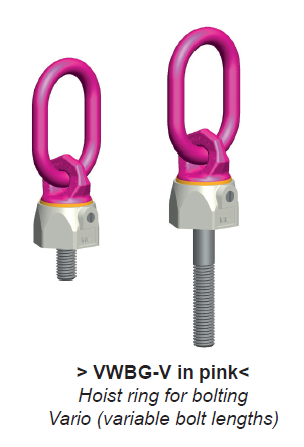 > VWBG-V in pink<
Hoist ring for bolting
Vario (variable bolt lengths)